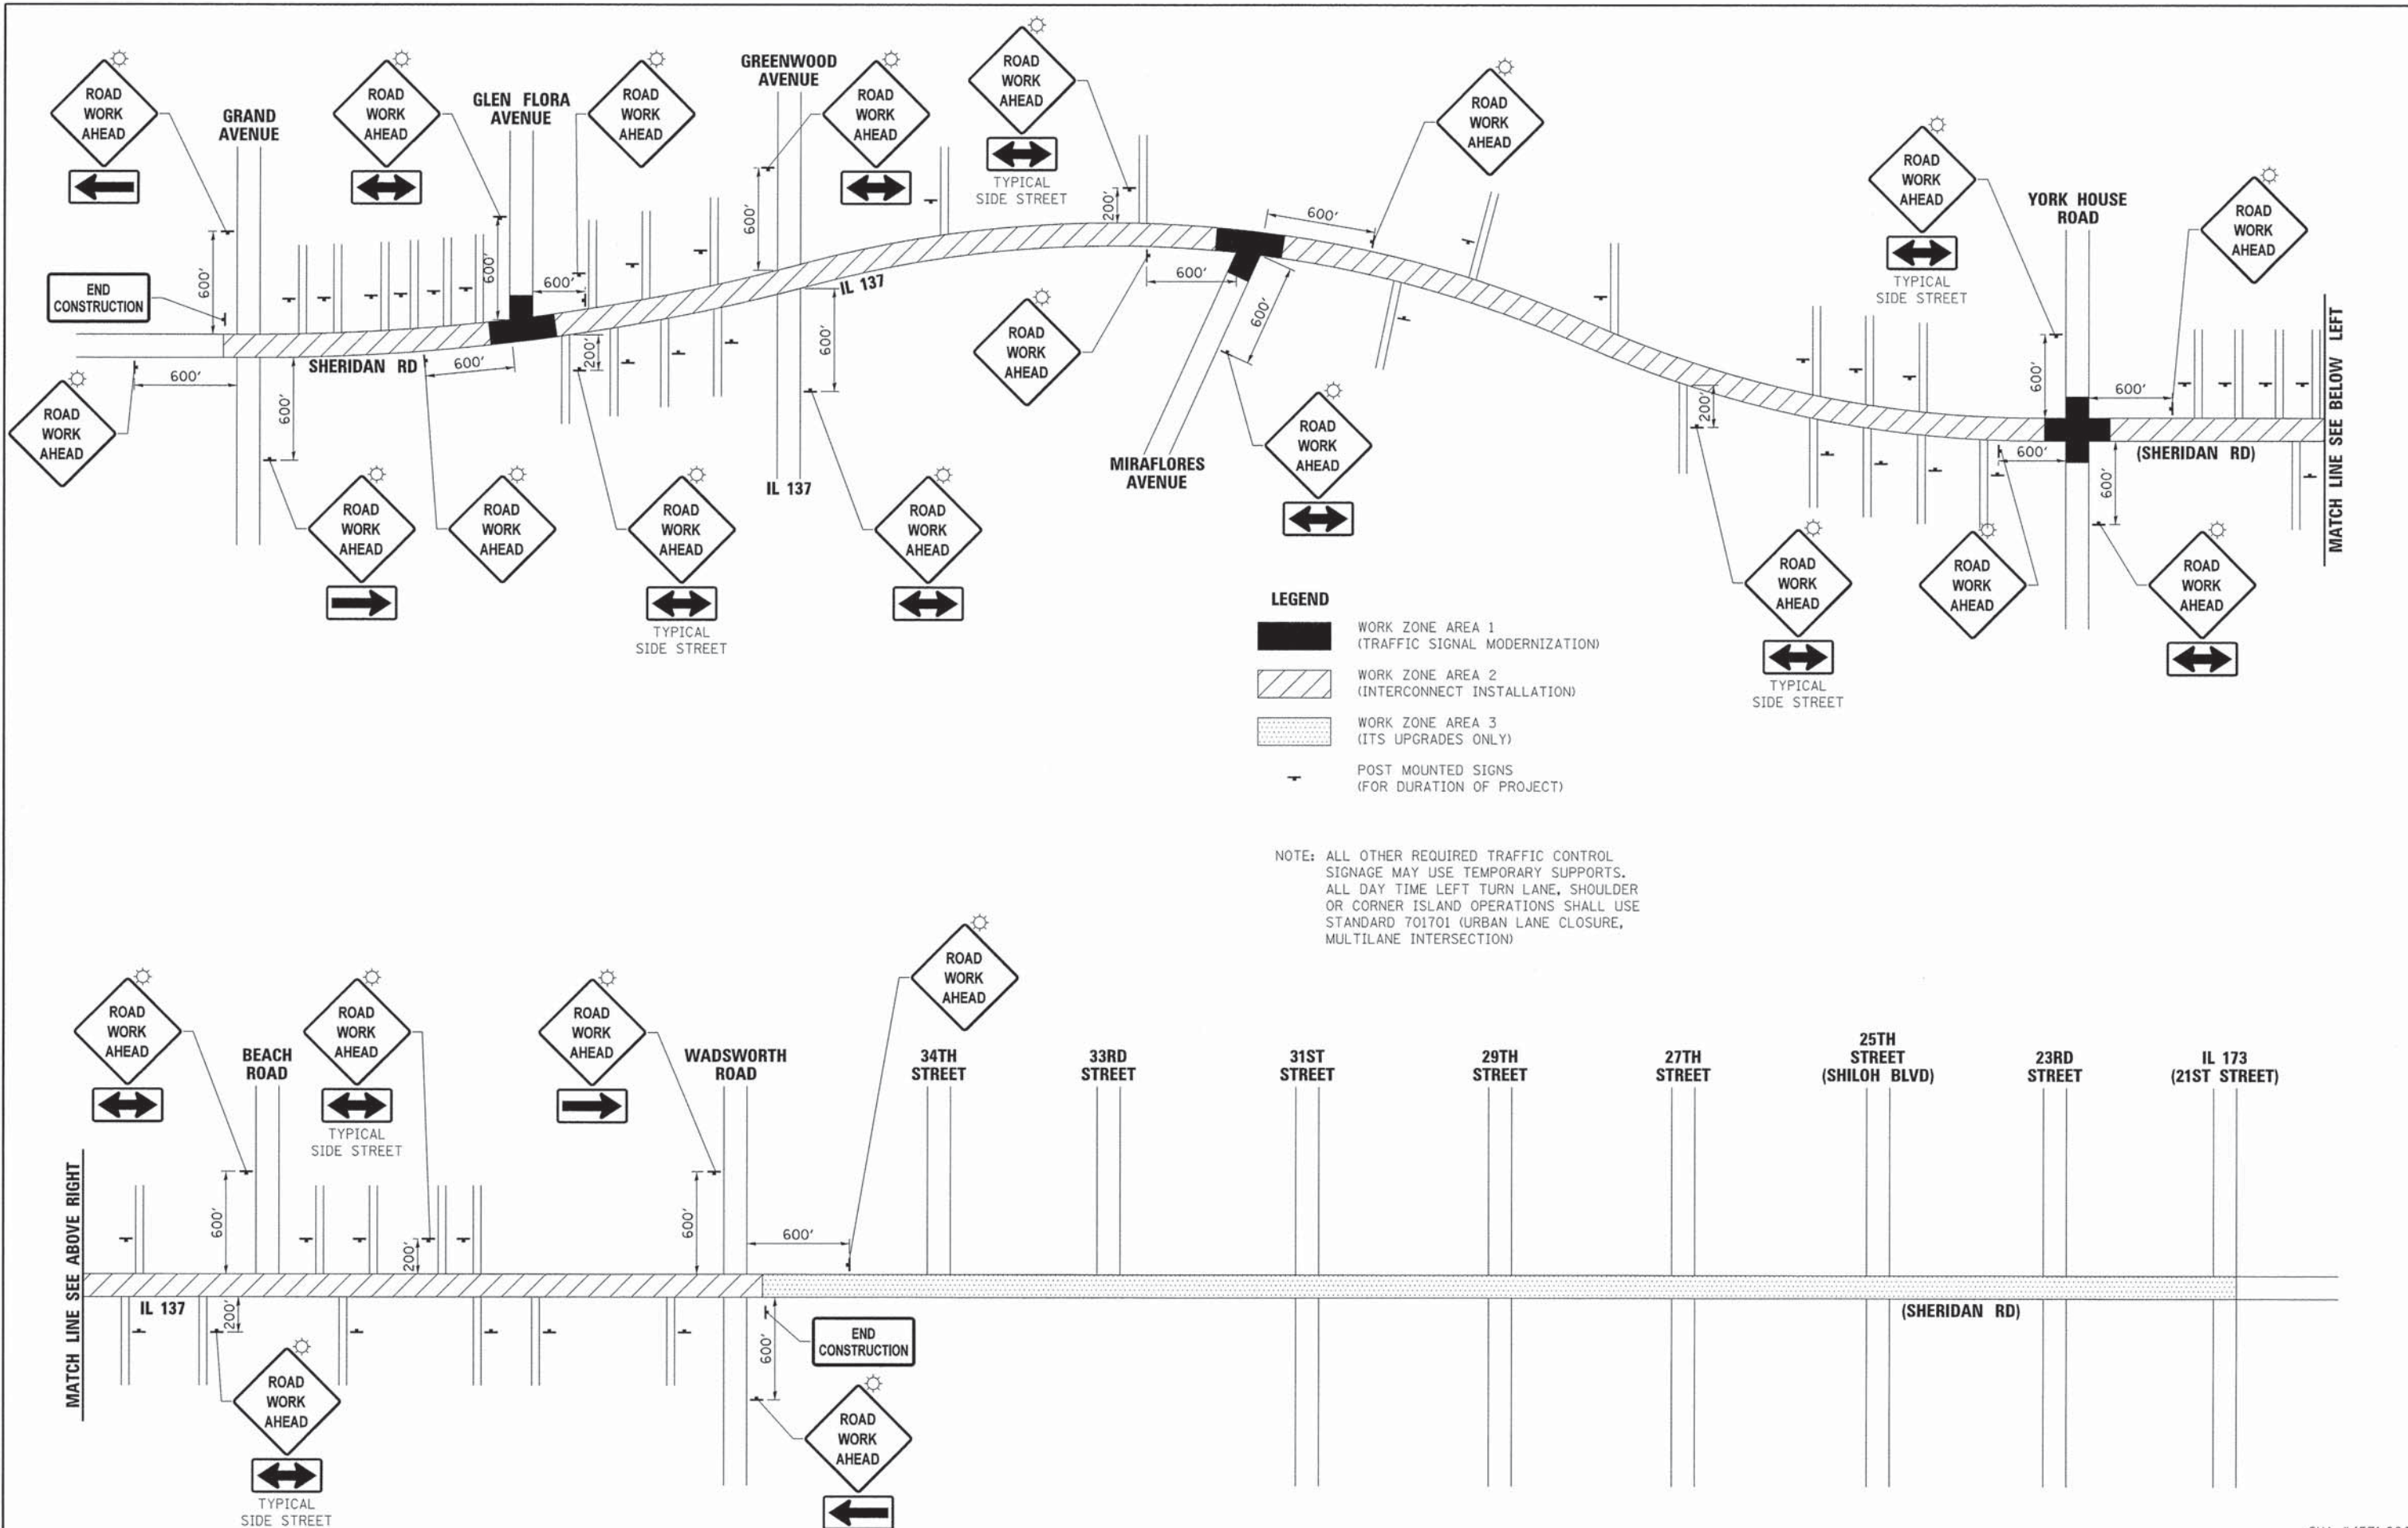 ROAD
WORK
AHEAD
GRAND
AVENUE
ROAD
WORK
AHEAD
GLEN FLORA
AVENUE
ROAD
WORK
AHEAD
GREENWOOD
AVENUE
ROAD
WORK
AHEAD
ROAD
WORK
AHEAD
TYPICAL
SIDE STREET
ROAD
WORK
AHEAD
ROAD
WORK
AHEAD
TYPICAL
SIDE STREET
YORK HOUSE
ROAD
ROAD
WORK
AHEAD
END
CONSTRUCTION
600'
600'
600'
600'
200'
600'
600'
SHERIDAN RD
600'
600'
600'
200'
600'
IL 137
600'
600'
200'
600'
600'
600'
600'
(SHERIDAN RD)
MATCH LINE SEE BELOW LEFT
ROAD
WORK
AHEAD
ROAD
WORK
AHEAD
ROAD
WORK
AHEAD
ROAD
WORK
AHEAD
TYPICAL
SIDE STREET
IL 137
ROAD
WORK
AHEAD
ROAD
WORK
AHEAD
MIRAFLORES
AVENUE
ROAD
WORK
AHEAD
ROAD
WORK
AHEAD
TYPICAL
SIDE STREET
ROAD
WORK
AHEAD
ROAD
WORK
AHEAD
LEGEND
WORK ZONE AREA 1
(TRAFFIC SIGNAL MODERNIZATION)
WORK ZONE AREA 2
(INTERCONNECT INSTALLATION)
WORK ZONE AREA 3
(ITS UPGRADES ONLY)
POST MOUNTED SIGNS
(FOR DURATION OF PROJECT)
NOTE: ALL OTHER REQUIRED TRAFFIC CONTROL
SIGNAGE MAY USE TEMPORARY SUPPORTS.
ALL DAY TIME LEFT TURN LANE, SHOULDER
OR CORNER ISLAND OPERATIONS SHALL USE
STANDARD 701701 (URBAN LANE CLOSURE,
MULTILANE INTERSECTION)
ROAD
WORK
AHEAD
BEACH
ROAD
ROAD
WORK
AHEAD
TYPICAL
SIDE STREET
ROAD
WORK
AHEAD
WADSWORTH
ROAD
ROAD
WORK
AHEAD
34TH
STREET
33RD
STREET
31ST
STREET
29TH
STREET
27TH
STREET
25TH
STREET
(SHILOH BLVD)
23RD
STREET
IL 173
(21ST STREET)
MATCH LINE SEE ABOVE RIGHT
600'
200'
600'
600'
IL 137
200'
600'
(SHERIDAN RD)
END
CONSTRUCTION
ROAD
WORK
AHEAD
TYPICAL
SIDE STREET
ROAD
WORK
AHEAD